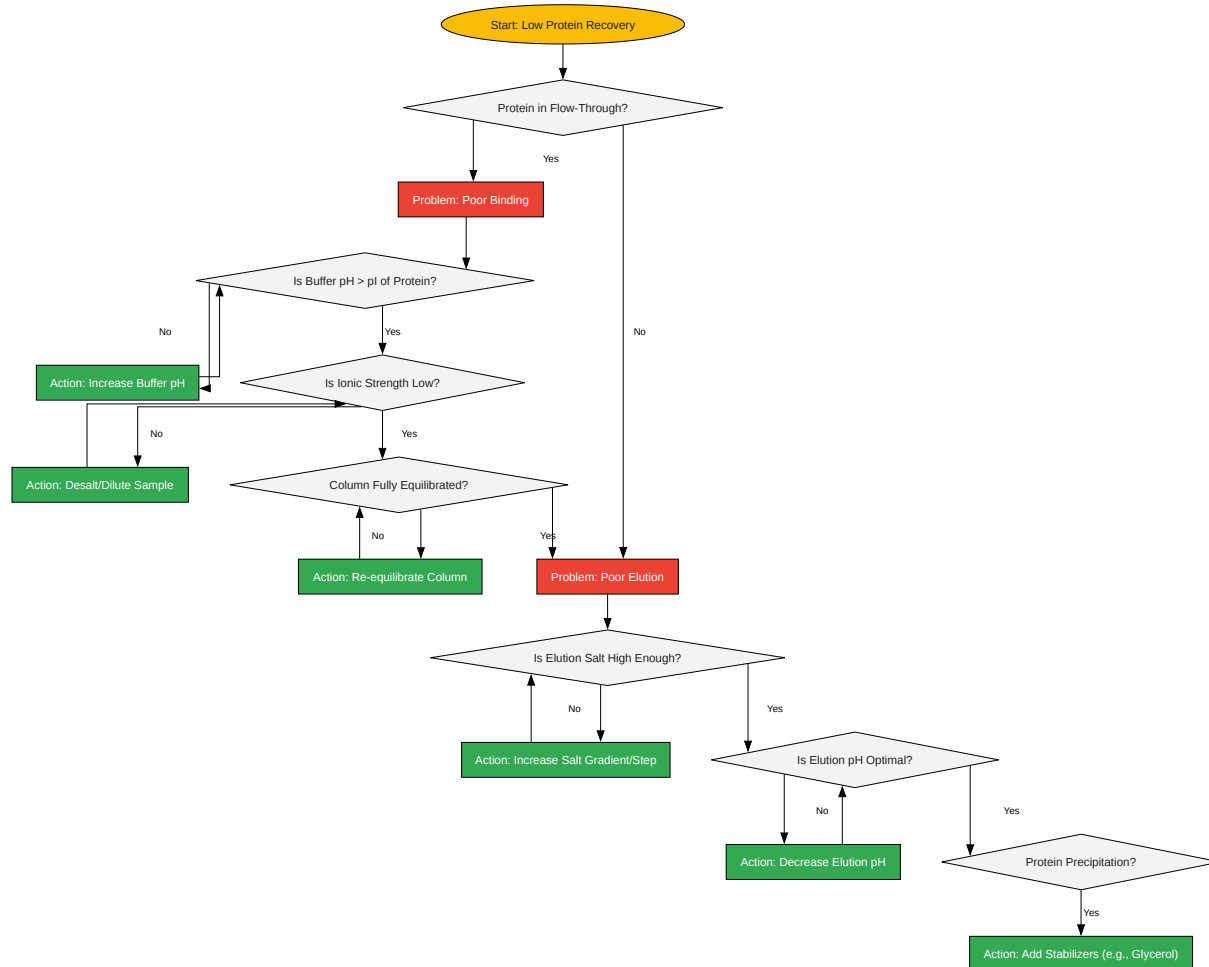 Start: Low Protein Recovery
Protein in Flow-Through?
Yes
Problem: Poor Binding
Is Buffer pH > pI of Protein?
No
Yes
No
Action: Increase Buffer pH
Is Ionic Strength Low?
No
Yes
Action: Desalt/Dilute Sample
Column Fully Equilibrated?
No
Yes
Action: Re-equilibrate Column
Problem: Poor Elution
Is Elution Salt High Enough?
No
Yes
Action: Increase Salt Gradient/Step
Is Elution pH Optimal?
No
Yes
Action: Decrease Elution pH
Protein Precipitation?
Yes
Action: Add Stabilizers (e.g., Glycerol)